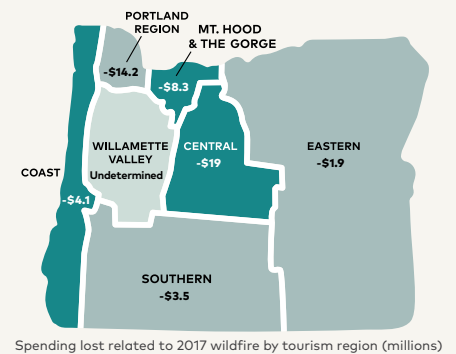 PORTLAND
REGION
-$14.2
MT. HOOD
& THE GORGE
-$8.3
WILLAMETTE
VALLEY
Undetermined
CENTRAL
-$19
EASTERN
-$1.9
COAST
-$4.1
SOUTHERN
-$3.5
Spending lost related to 2017 wildfire by tourism region (millions)